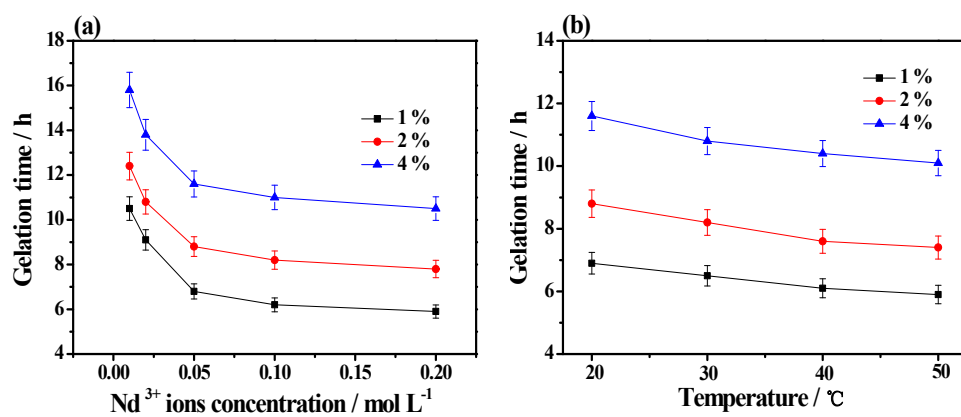 (a)
18
16
14
12
10
8
6
4
Gelation time / h
1 %
2 %
4 %
0.00 0.05 0.10 0.15 0.20
Nd 3+ ions concentration / mol L-1
(b)
14
12
10
8
6
4
Gelation time / h
1 %
2 %
4 %
20 30 40 50
Temperature / ℃